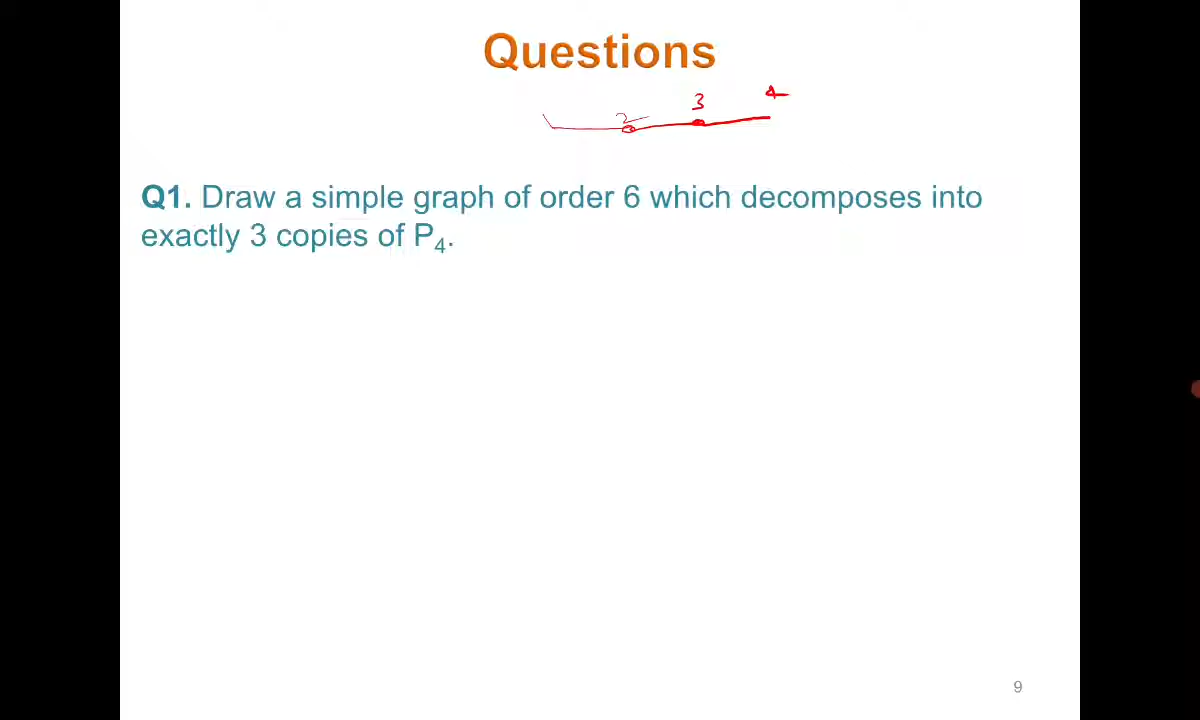 Questions
2 3 4
Q1. Draw a simple graph of order 6 which decomposes into
exactly 3 copies of P₄.
9